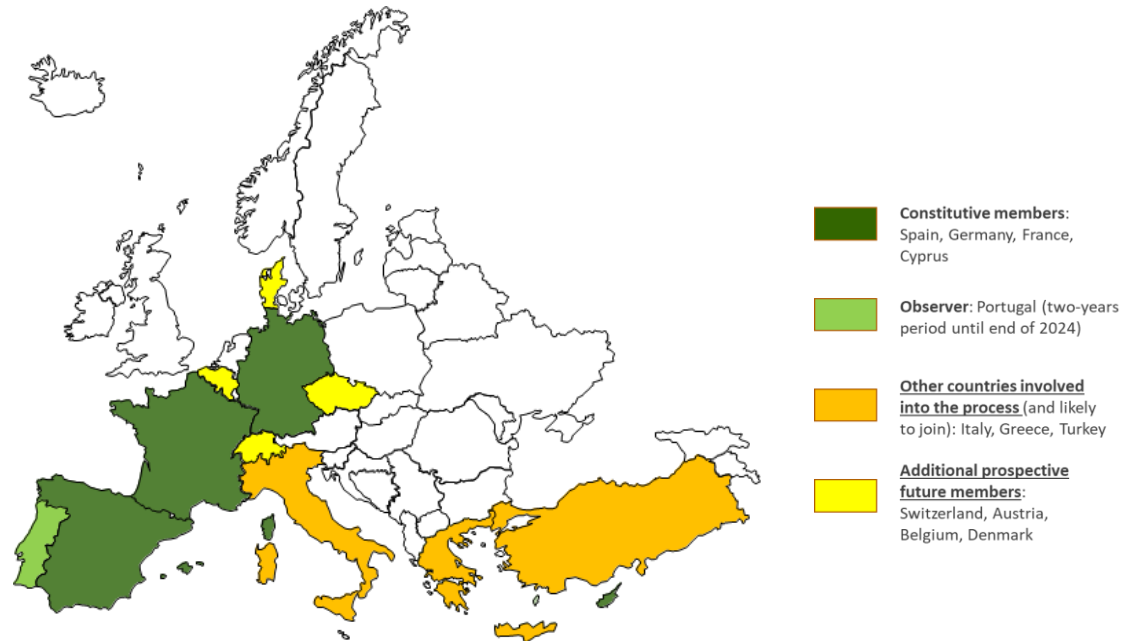 Constitutive members:
Spain, Germany, France,
Cyprus
Observer: Portugal (two-years
period until end of 2024)
Other countries involved
into the process (and likely
to join): Italy, Greece, Turkey
Additional prospective
future members:
Switzerland, Austria,
Belgium, Denmark